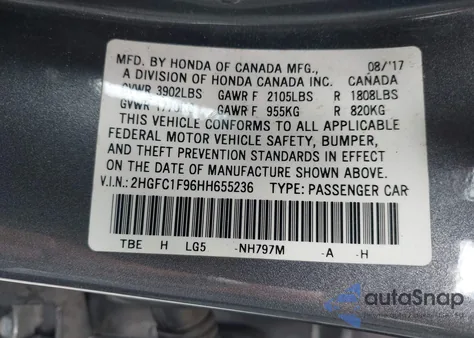 MFD. BY HONDA OF CANADA MFG., 08/'17
A DIVISION OF HONDA CANADA INC. CANADA
GVWR 3902LBS GAWR F 2105LBS R 1808LBS
GVWR GAWR F 955KG R 820KG
THIS VEHICLE CONFORMS TO ALL APPLICABLE
FEDERAL MOTOR VEHICLE SAFETY, BUMPER,
AND THEFT PREVENTION STANDARDS IN EFFECT
ON THE DATE OF MANUFACTURE SHOWN ABOVE.
V.I.N.: 2HGFC1F96HH655236 TYPE: PASSENGER CAR
TBE H LG5 -NH797M -A -H
autoSnap